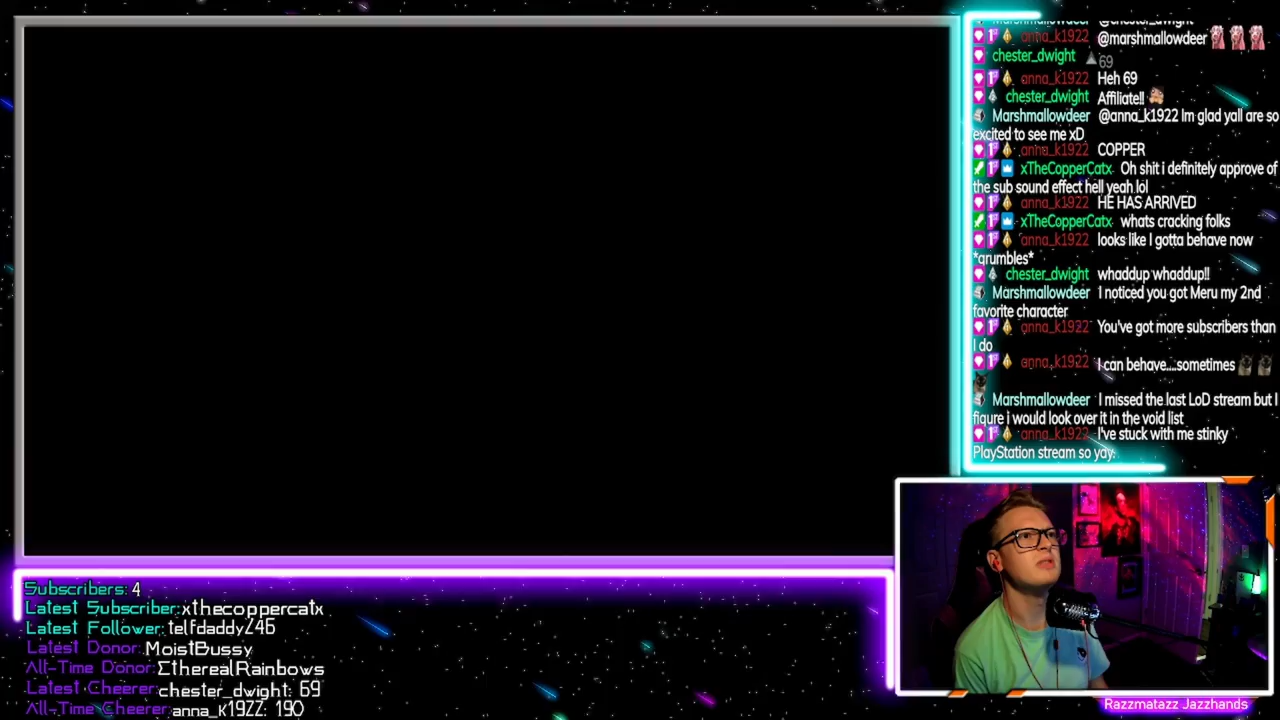 Marshmallowdeer @chester_dwight
anna_k1922 @marshmallowdeer
chester_dwight 69
anna_k1922 Heh 69
chester_dwight Affiliate!!
Marshmallowdeer @anna_k1922 Im glad yall are so
excited to see me xD
anna_k1922 COPPER
xTheCopperCatx Oh shit i definitely approve of
the sub sound effect hell yeah lol
anna_k1922 HE HAS ARRIVED
xTheCopperCatx whats cracking folks
anna_k1922 looks like I gotta behave now
*grumbles*
chester_dwight whaddup whaddup!!
Marshmallowdeer I noticed you got Meru my 2nd
favorite character
anna_k1922 You've got more subscribers than
I do
anna_k1922 I can behave....sometimes
Marshmallowdeer I missed the last LoD stream but I
figure i would look over it in the void list
anna_k1922 I've stuck with me stinky
PlayStation stream so yay.
Subscribers: 4
Latest Subscriber: xthecoppercatx
Latest Follower: telfdaddy246
Latest Donor: MoistBussy
All-Time Donor: EtherealRainbows
Latest Cheerer: chester_dwight: 69
All-Time Cheerer: anna_k1922: 190
Razzmatazz Jazzhands